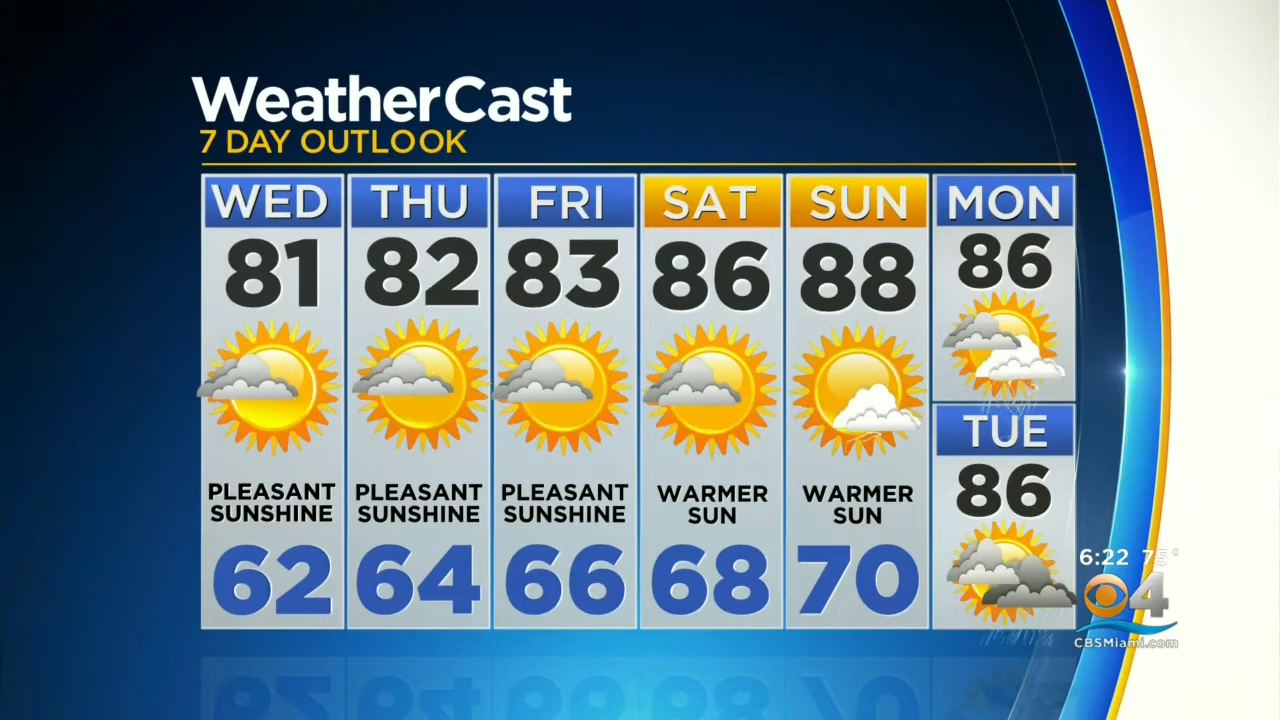 WeatherCast
7 DAY OUTLOOK
WED THU FRI SAT SUN MON
81 82 83 86 88 86
TUE
86
PLEASANT SUNSHINE PLEASANT SUNSHINE PLEASANT SUNSHINE WARMER SUN WARMER SUN
62 64 66 68 70
6:22 75°
4
CBSMiami.com